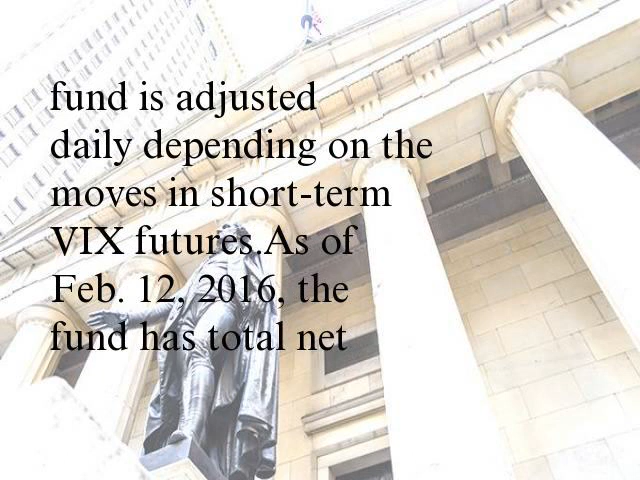 fund is adjusted
daily depending on the
moves in short-term
VIX futures.As of
Feb. 12, 2016, the
fund has total net